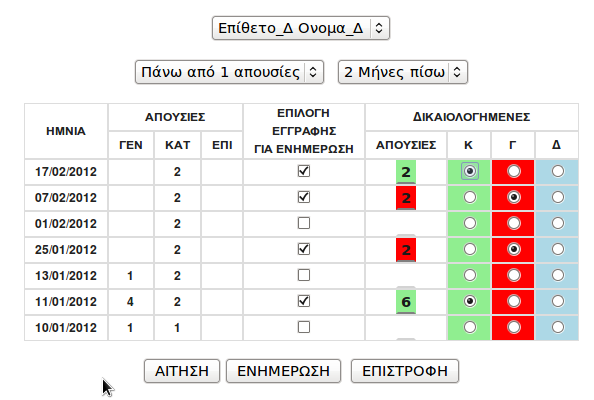 Επίθετο_Δ Ονομα_Δ
Πάνω από 1 απουσίες 2 Μήνες πίσω
ΗΜΝΙΑ ΑΠΟΥΣΙΕΣ ΕΠΙΛΟΓΗ ΕΓΓΡΑΦΗΣ ΓΙΑ ΕΝΗΜΕΡΩΣΗ ΔΙΚΑΙΟΛΟΓΗΜΕΝΕΣ
ΓΕΝ ΚΑΤ ΕΠΙ ΑΠΟΥΣΙΕΣ Κ Γ Δ
17/02/2012 2 2
07/02/2012 2 2
01/02/2012 2
25/01/2012 2 2
13/01/2012 1 2
11/01/2012 4 2 6
10/01/2012 1 1
ΑΙΤΗΣΗ ΕΝΗΜΕΡΩΣΗ ΕΠΙΣΤΡΟΦΗ